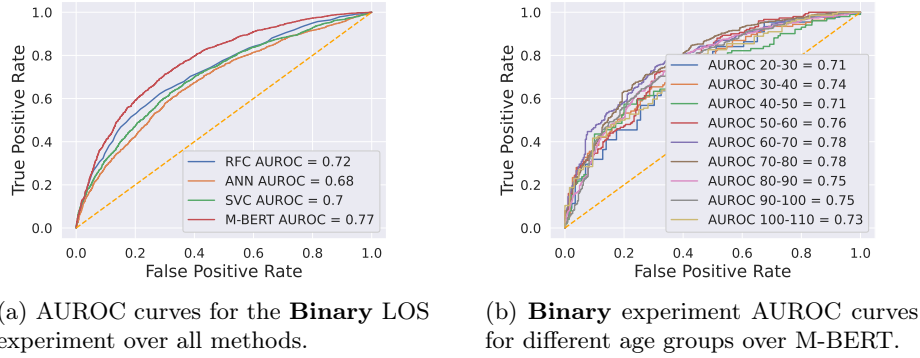 1.0
0.8
0.6
0.4
0.2
0.0
True Positive Rate
RFC AUROC = 0.72
ANN AUROC = 0.68
SVC AUROC = 0.7
M-BERT AUROC = 0.77
0.0 0.2 0.4 0.6 0.8 1.0
False Positive Rate
(a) AUROC curves for the Binary LOS
experiment over all methods.
1.0
0.8
0.6
0.4
0.2
0.0
True Positive Rate
AUROC 20-30 = 0.71
AUROC 30-40 = 0.74
AUROC 40-50 = 0.71
AUROC 50-60 = 0.76
AUROC 60-70 = 0.78
AUROC 70-80 = 0.78
AUROC 80-90 = 0.75
AUROC 90-100 = 0.75
AUROC 100-110 = 0.73
0.0 0.2 0.4 0.6 0.8 1.0
False Positive Rate
(b) Binary experiment AUROC curves
for different age groups over M-BERT.